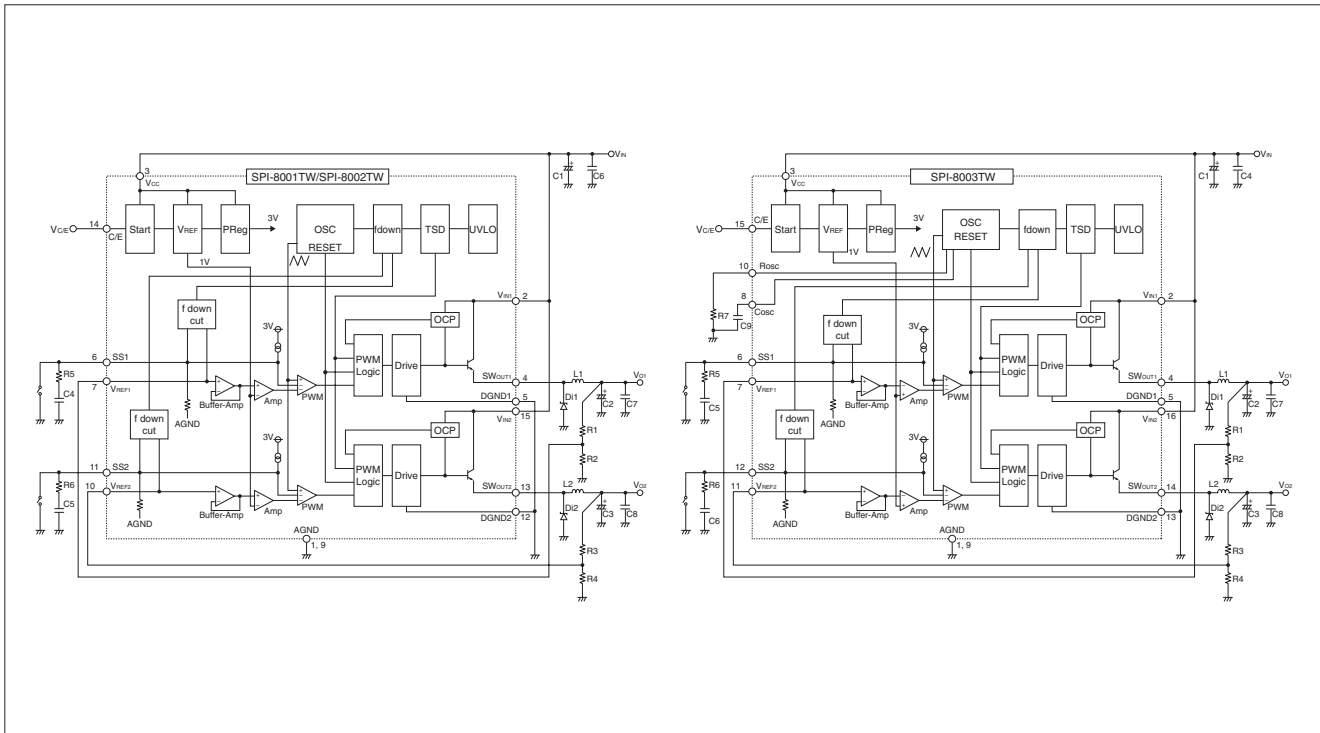 VIN
3
C1
+
C6
SPI-8001TW/SPI-8002TW
VCC
14
VC/E
C/E
Start
VREF
PReg
3V
OSC
RESET
fdown
TSD
UVLO
1V
VIN1
2
f down
cut
3V
OCP
PWM
Logic
Drive
6
SS1
R5
C4
7
VREF1
Buffer-Amp
Amp
PWM
AGND
SWOUT1
4
L1
VO1
DGND1
5
Di1
C2
C7
VIN2
15
R1
R2
f down
cut
3V
OCP
PWM
Logic
Drive
11
SS2
R6
C5
10
VREF2
Buffer-Amp
Amp
PWM
AGND
SWOUT2
13
L2
VO2
DGND2
12
Di2
C3
C8
AGND
1, 9
R3
R4
VIN
3
C1
+
C4
SPI-8003TW
VCC
15
VC/E
C/E
Start
VREF
PReg
3V
OSC
RESET
fdown
TSD
UVLO
1V
10
Rosc
8
Cosc
R7
C9
VIN1
2
f down
cut
3V
OCP
PWM
Logic
Drive
6
SS1
R5
C5
7
VREF1
Buffer-Amp
Amp
PWM
AGND
SWOUT1
4
L1
VO1
DGND1
5
Di1
C2
C7
VIN2
16
R1
R2
3V
OCP
PWM
Logic
Drive
12
SS2
R6
C6
11
VREF2
Buffer-Amp
Amp
PWM
AGND
SWOUT2
14
L2
VO2
DGND2
13
Di2
C3
C8
AGND
1, 9
R3
R4